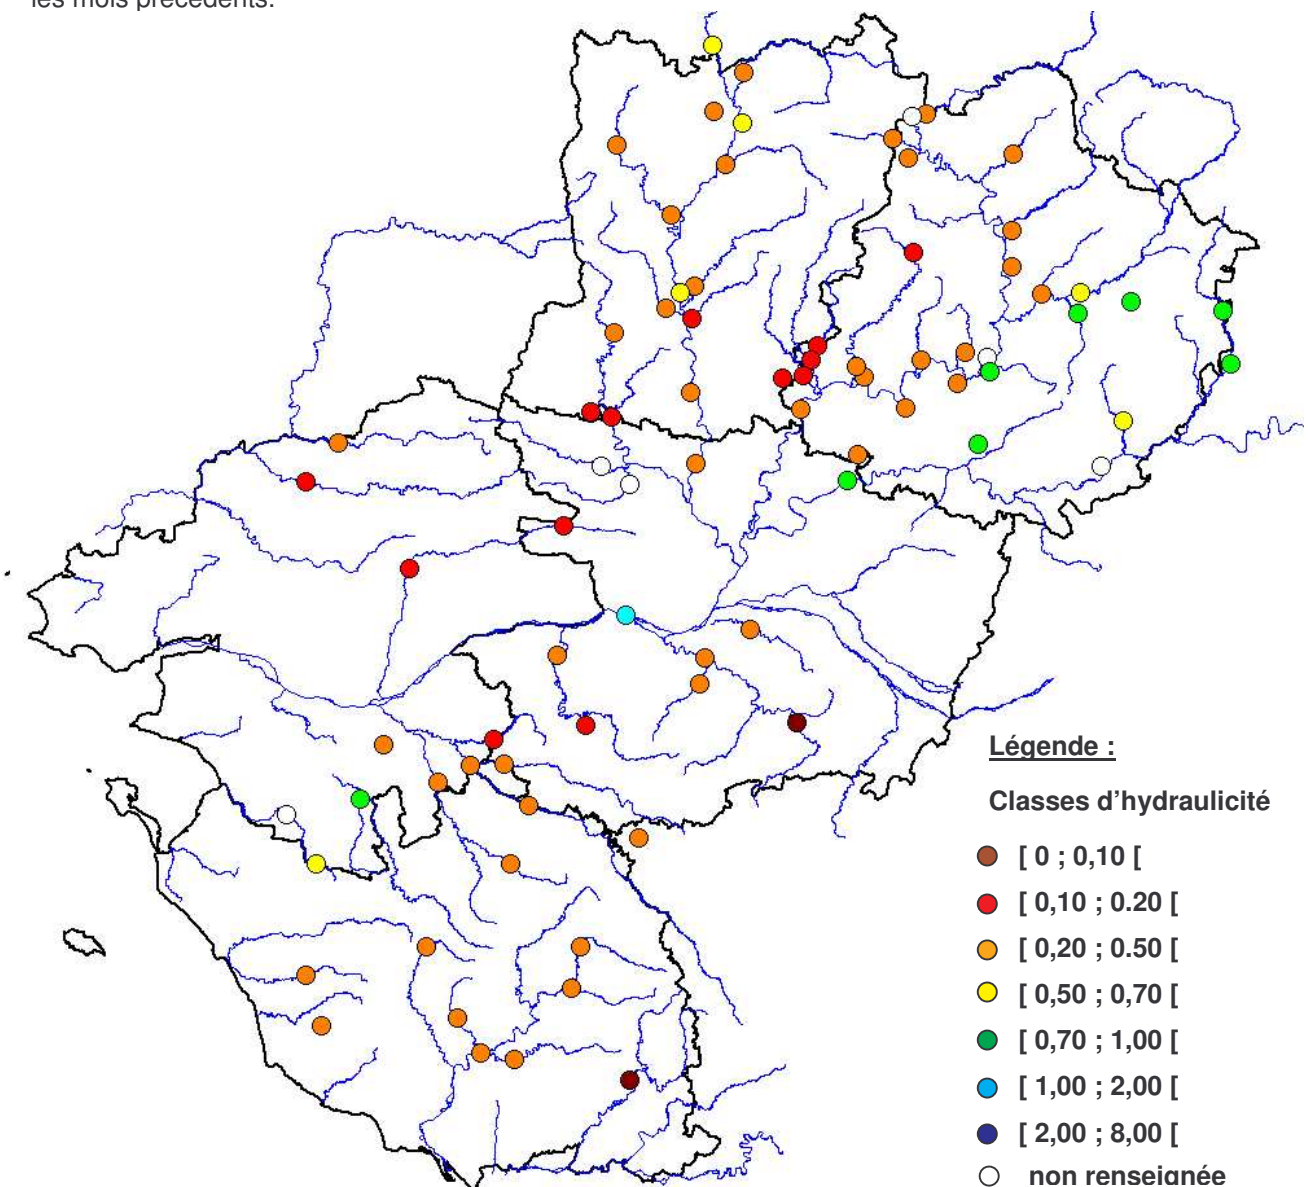 les mois précédents.
Légende :
Classes d’hydraulicité
[ 0 ; 0,10 [
[ 0,10 ; 0.20 [
[ 0,20 ; 0.50 [
[ 0,50 ; 0,70 [
[ 0,70 ; 1,00 [
[ 1,00 ; 2,00 [
[ 2,00 ; 8,00 [
non renseignée